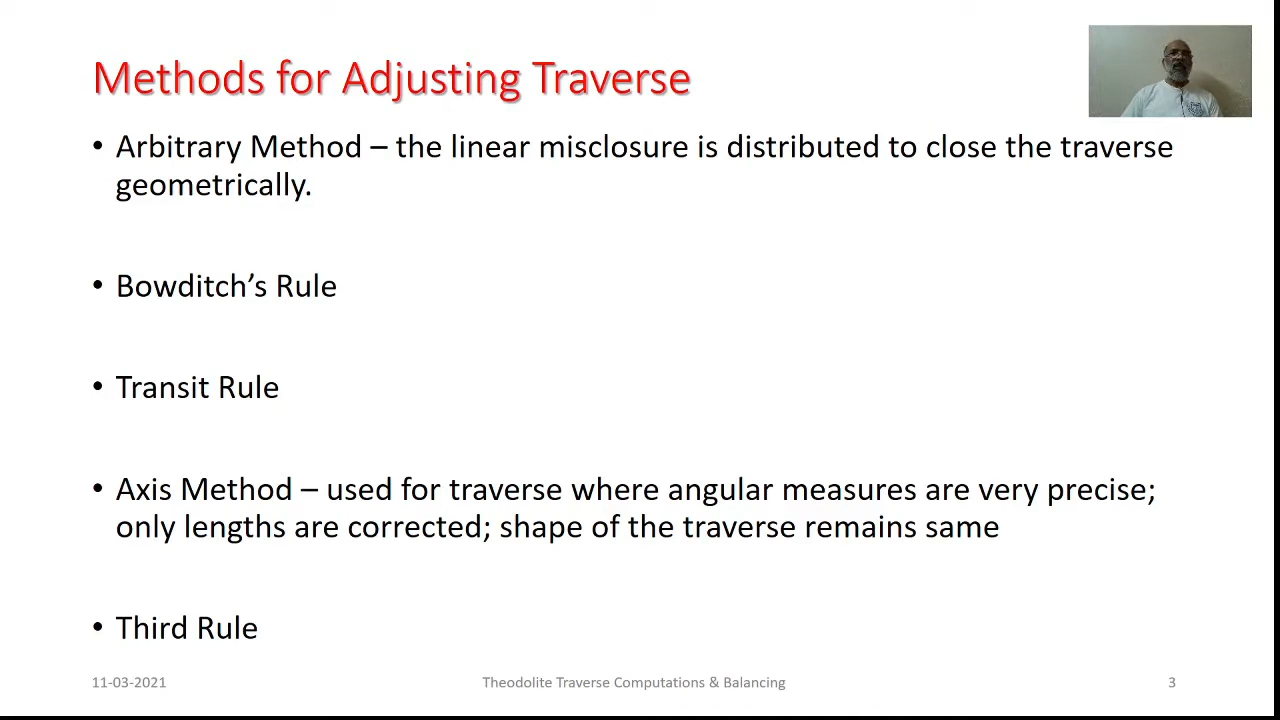 Methods for Adjusting Traverse
• Arbitrary Method – the linear misclosure is distributed to close the traverse
geometrically.
• Bowditch’s Rule
• Transit Rule
• Axis Method – used for traverse where angular measures are very precise;
only lengths are corrected; shape of the traverse remains same
• Third Rule
11-03-2021
Theodolite Traverse Computations & Balancing
3